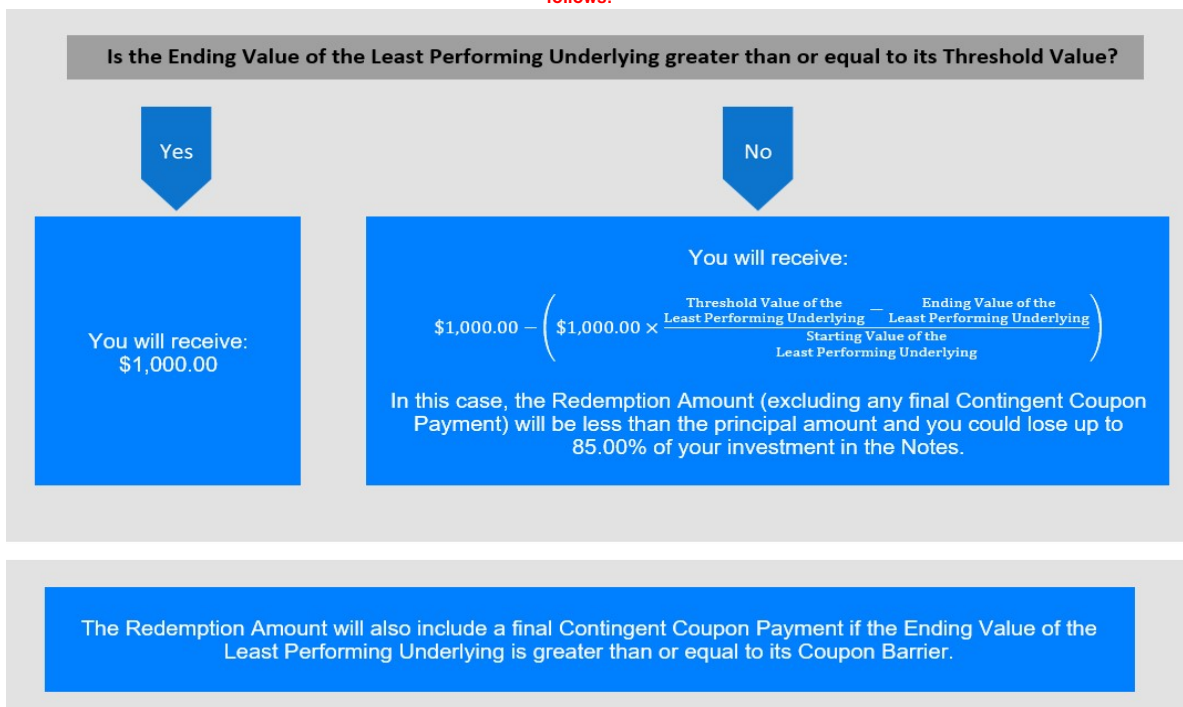 follows:
Is the Ending Value of the Least Performing Underlying greater than or equal to its Threshold Value?
Yes
No
You will receive:
$1,000.00
You will receive:
$1,000.00 − ( $1,000.00 × Threshold Value of the Least Performing Underlying − Ending Value of the Least Performing Underlying
Starting Value of the
Least Performing Underlying )
In this case, the Redemption Amount (excluding any final Contingent Coupon
Payment) will be less than the principal amount and you could lose up to
85.00% of your investment in the Notes.
The Redemption Amount will also include a final Contingent Coupon Payment if the Ending Value of the
Least Performing Underlying is greater than or equal to its Coupon Barrier.